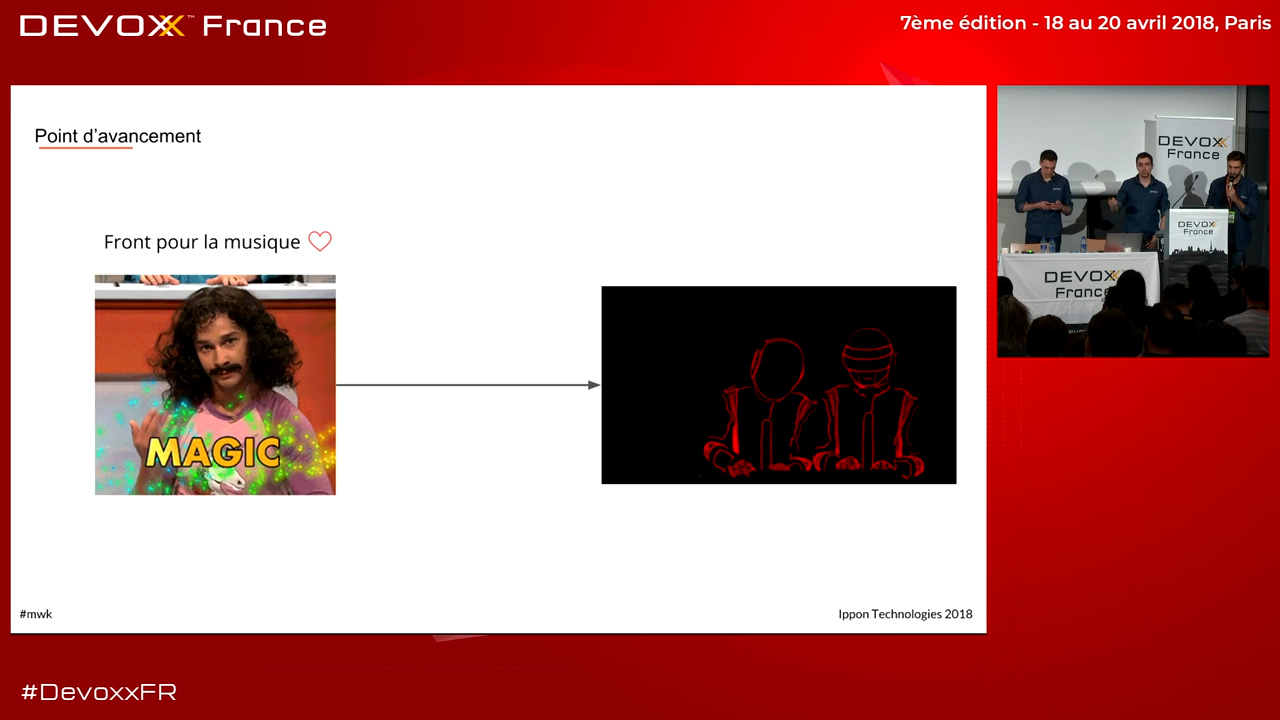 DEVOXX™ France
7ème édition - 18 au 20 avril 2018, Paris
Point d'avancement
Front pour la musique
MAGIC
#mwk
Ippon Technologies 2018
DEVOXX
France
DEVOXX
France
DEVOXX
France
#DevoxxFR